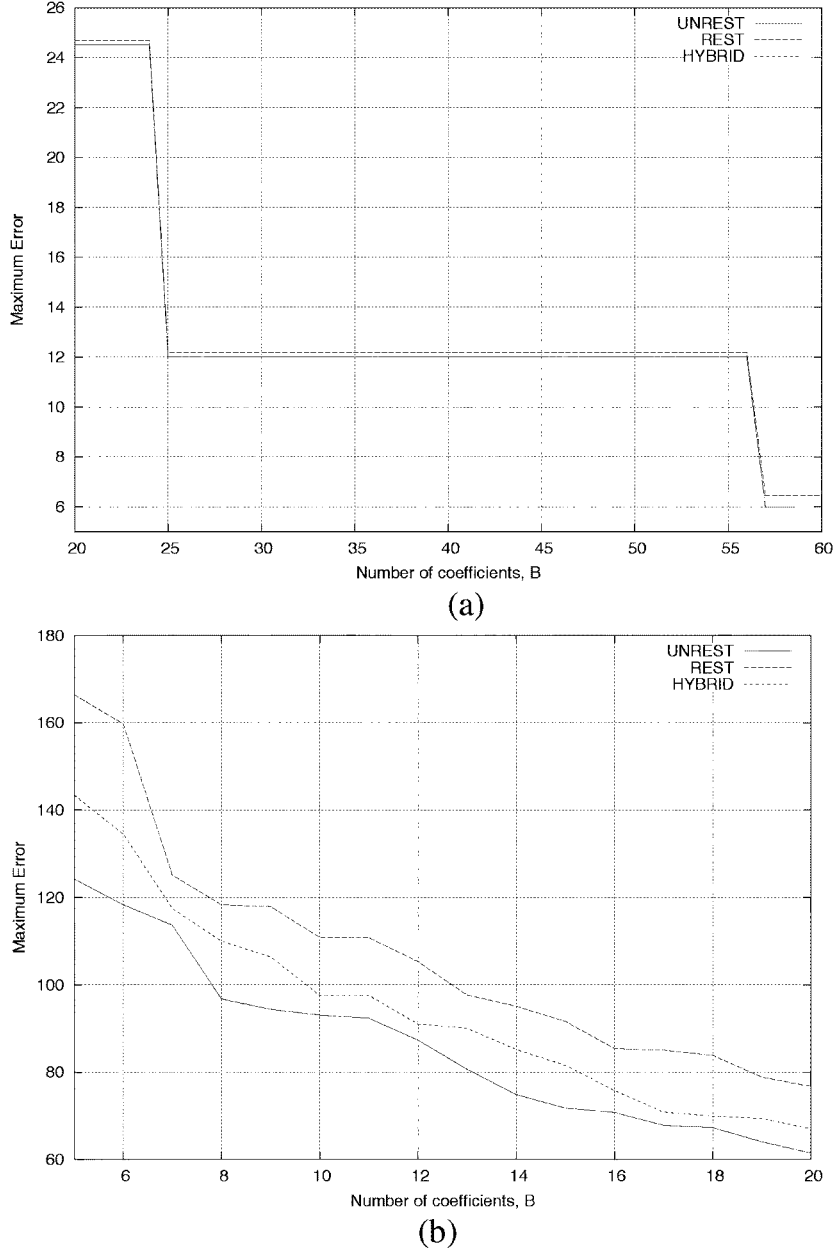 26
24
22
20
18
16
14
12
10
8
6
Maximum Error
UNREST
REST
HYBRID
20 25 30 35 40 45 50 55 60
Number of coefficients, B
(a)
180
160
140
120
100
80
60
Maximum Error
UNREST
REST
HYBRID
6 8 10 12 14 16 18 20
Number of coefficients, B
(b)